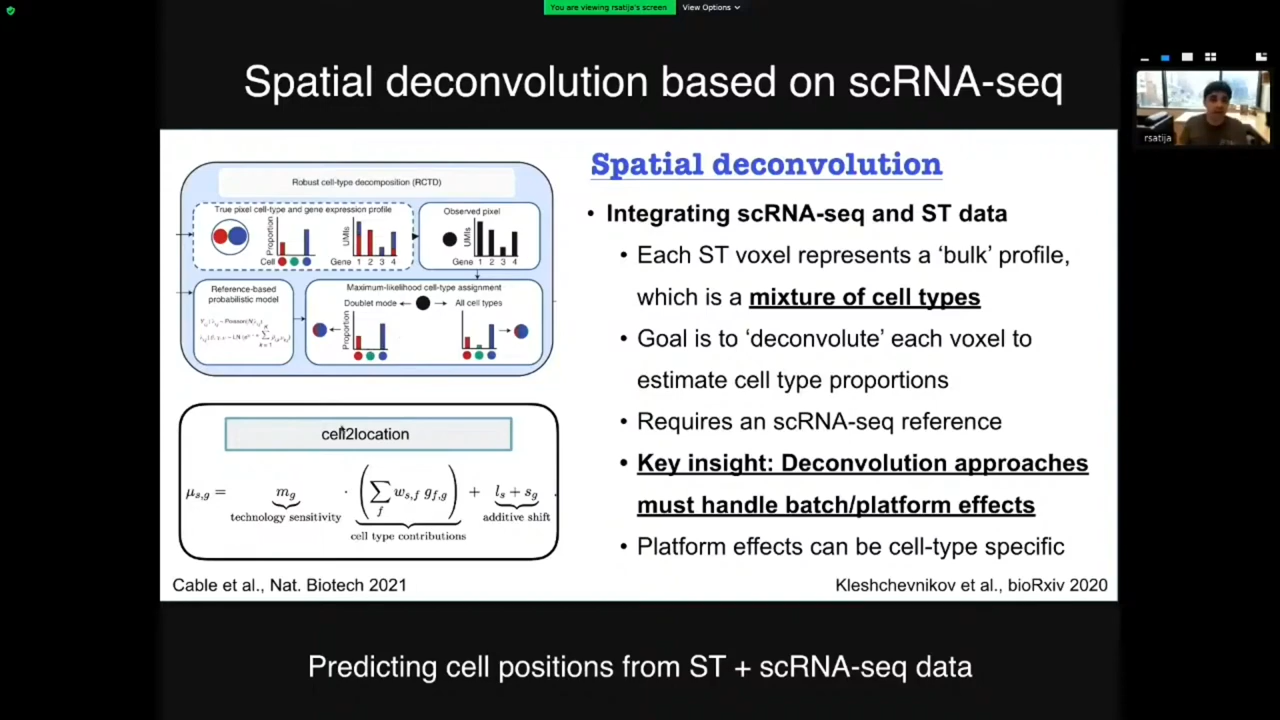 You are viewing rsatija's screen View Options
Spatial deconvolution based on scRNA-seq
rsatija
Robust cell-type decomposition (RCTD)
True pixel cell-type and gene expression profile
Proportion
Cell
UMIs
Gene 1 2 3 4
Observed pixel
UMIs
Gene 1 2 3 4
Reference-based
probabilistic model
Maximum-likelihood cell-type assignment
Doublet mode ← → All cell types
Proportion
cell2location
μs,g = mg · (∑f ws,f gf,g) + ls + sg
technology sensitivity
cell type contributions
additive shift
Cable et al., Nat. Biotech 2021
Spatial deconvolution
• Integrating scRNA-seq and ST data
• Each ST voxel represents a ‘bulk’ profile,
which is a mixture of cell types
• Goal is to ‘deconvolute’ each voxel to
estimate cell type proportions
• Requires an scRNA-seq reference
• Key insight: Deconvolution approaches
must handle batch/platform effects
• Platform effects can be cell-type specific
Kleshchevnikov et al., bioRxiv 2020
Predicting cell positions from ST + scRNA-seq data